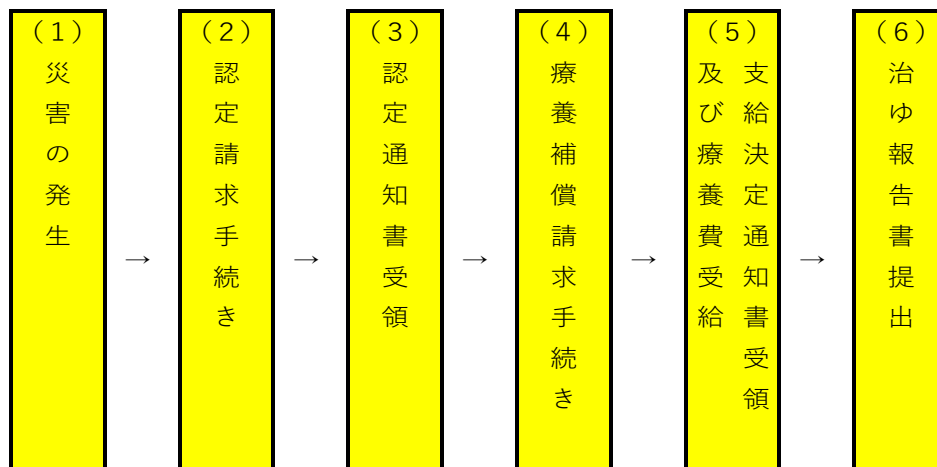 (1)
災害の発生
→
(2)
認定請求手続き
→
(3)
認定通知書受領
→
(4)
療養補償請求手続き
→
(5)
支給決定通知書受領
及び療養費受給
→
(6)
治ゆ報告書提出